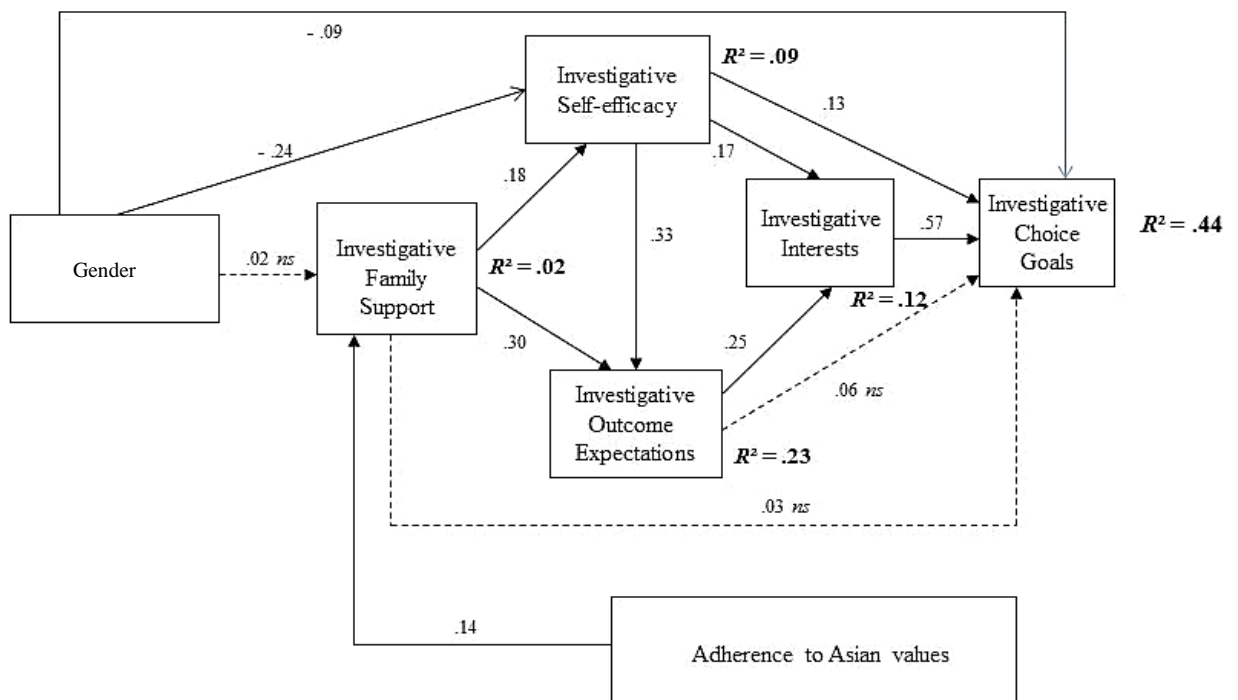 - .09
Investigative
Self-efficacy
R² = .09
.13
- .24
.18
.17
Gender
.02 ns
Investigative
Family
Support
R² = .02
.33
Investigative
Interests
R² = .12
.57
Investigative
Choice
Goals
R² = .44
.30
.25
.06 ns
Investigative
Outcome
Expectations
R² = .23
.03 ns
.14
Adherence to Asian values